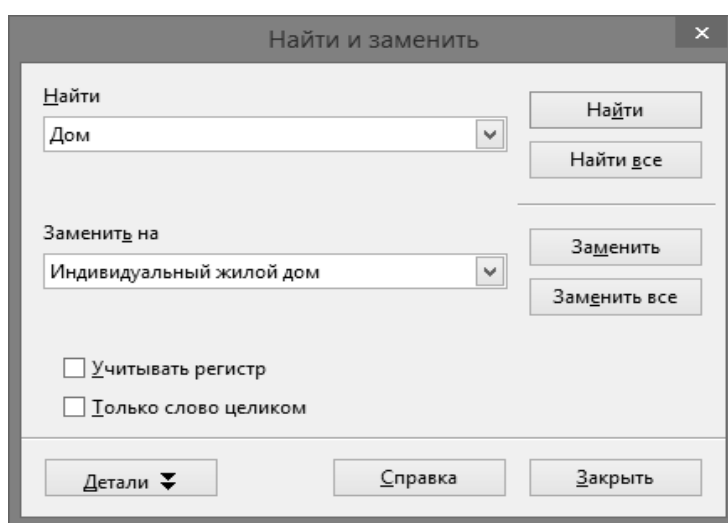 Найти и заменить
Найти
Дом
Найти
Найти все
Заменить на
Индивидуальный жилой дом
Заменить
Заменить все
Учитывать регистр
Только слово целиком
Детали
Справка
Закрыть